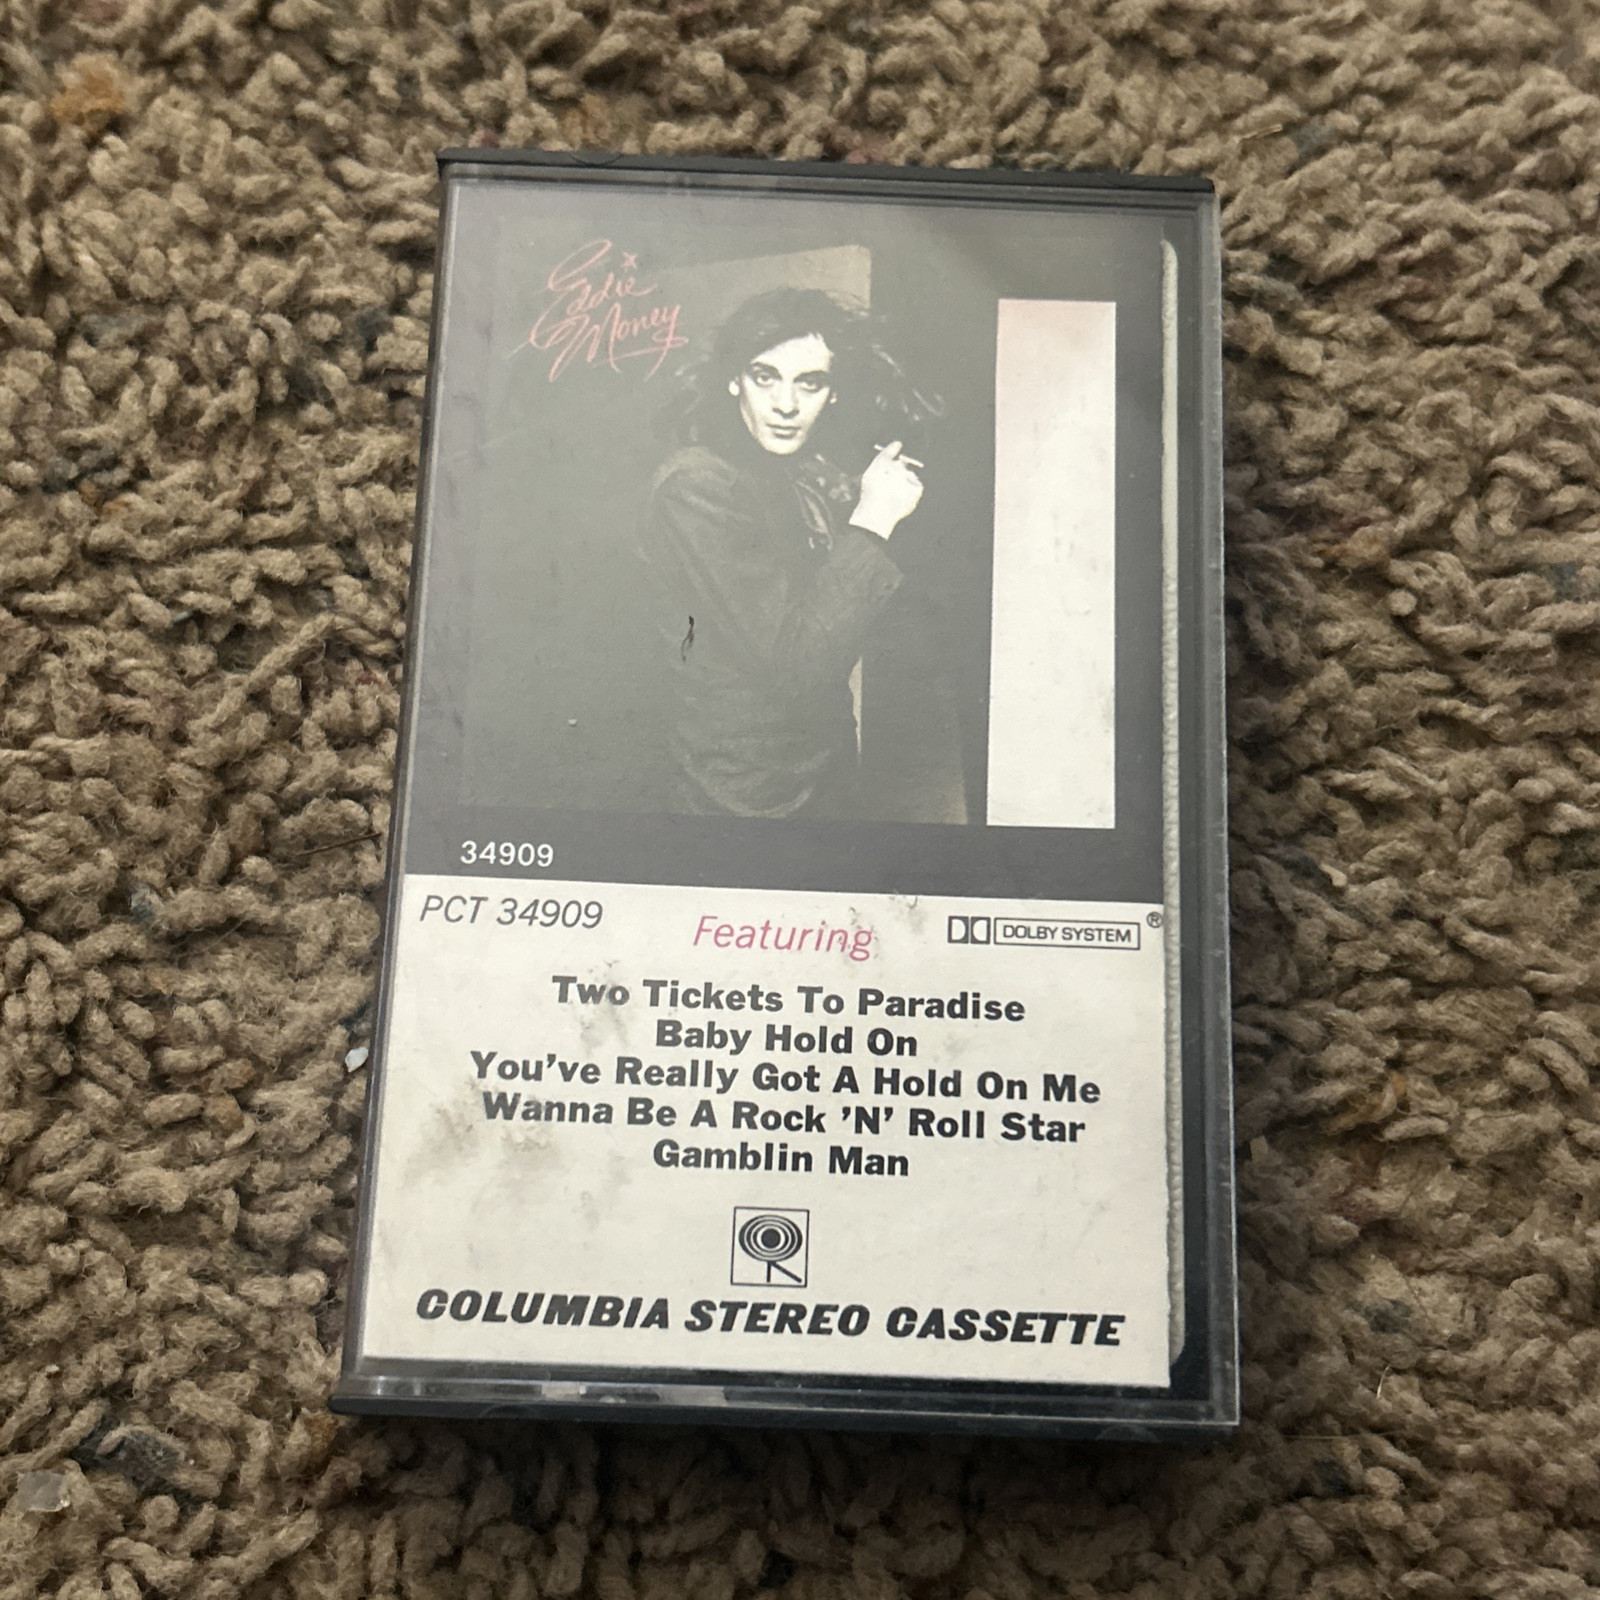 Eddie
Money
34909
PCT 34909
Featuring
DOLBY SYSTEM ®
Two Tickets To Paradise
Baby Hold On
You've Really Got A Hold On Me
Wanna Be A Rock 'N' Roll Star
Gamblin Man
COLUMBIA STEREO CASSETTE